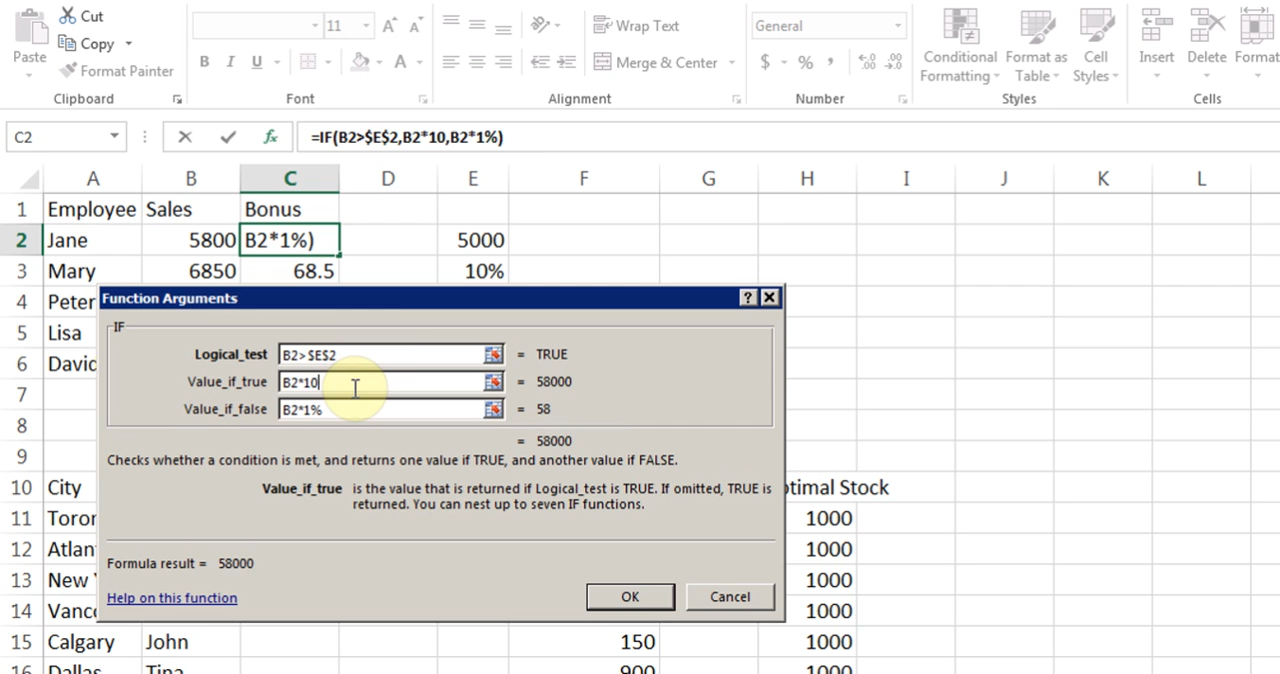 Cut
Copy
Format Painter
Paste
Clipboard
11
A A
B I U A
Font
Wrap Text
Merge & Center
Alignment
General
$ % , .0 .00 .00 .0
Number
Conditional Formatting
Format as Table
Cell Styles
Styles
Insert
Delete
Format
Cells
C2
fx
=IF(B2>$E$2,B2*10,B2*1%)
A B C D E F G H I J K L
1 Employee Sales Bonus
2 Jane 5800 B2*1%) 5000
3 Mary 6850 68.5 10%
4 Peter
5 Lisa
6 David
7
8
9
10 City ptimal Stock
11 Toron 1000
12 Atlan 1000
13 New Y 1000
14 Vanco 1000
15 Calgary John 150 1000
16 Dallas Tina 900 1000
Function Arguments ?
IF
Logical_test B2>$E$2 = TRUE
Value_if_true B2*10 = 58000
Value_if_false B2*1% = 58
= 58000
Checks whether a condition is met, and returns one value if TRUE, and another value if FALSE.
Value_if_true is the value that is returned if Logical_test is TRUE. If omitted, TRUE is
returned. You can nest up to seven IF functions.
Formula result = 58000
Help on this function
OK
Cancel